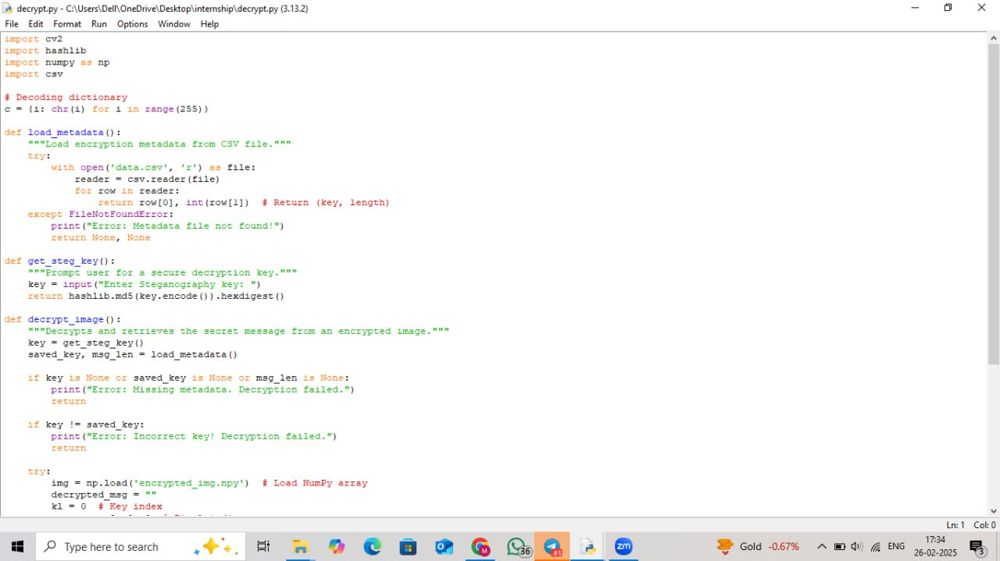 decrypt.py - C:\Users\Dell\OneDrive\Desktop\internship\decrypt.py (3.13.2)
File Edit Format Run Options Window Help
import cv2
import hashlib
import numpy as np
import csv

# Decoding dictionary
c = {i: chr(i) for i in range(255)}

def load_metadata():
    """Load encryption metadata from CSV file."""
    try:
        with open('data.csv', 'r') as file:
            reader = csv.reader(file)
            for row in reader:
                return row[0], int(row[1])  # Return (key, length)
    except FileNotFoundError:
        print("Error: Metadata file not found!")
        return None, None

def get_steg_key():
    """Prompt user for a secure decryption key."""
    key = input("Enter Steganography key: ")
    return hashlib.md5(key.encode()).hexdigest()

def decrypt_image():
    """Decrypts and retrieves the secret message from an encrypted image."""
    key = get_steg_key()
    saved_key, msg_len = load_metadata()

    if key is None or saved_key is None or msg_len is None:
        print("Error: Missing metadata. Decryption failed.")
        return

    if key != saved_key:
        print("Error: Incorrect key! Decryption failed.")
        return

    try:
        img = np.load('encrypted_img.npy')  # Load NumPy array
        decrypted_msg = ""
        kl = 0  # Key index
Ln: 1 Col: 0
Type here to search
M
36
85
zm
Gold -0.67%
ENG
17:34
26-02-2025
3